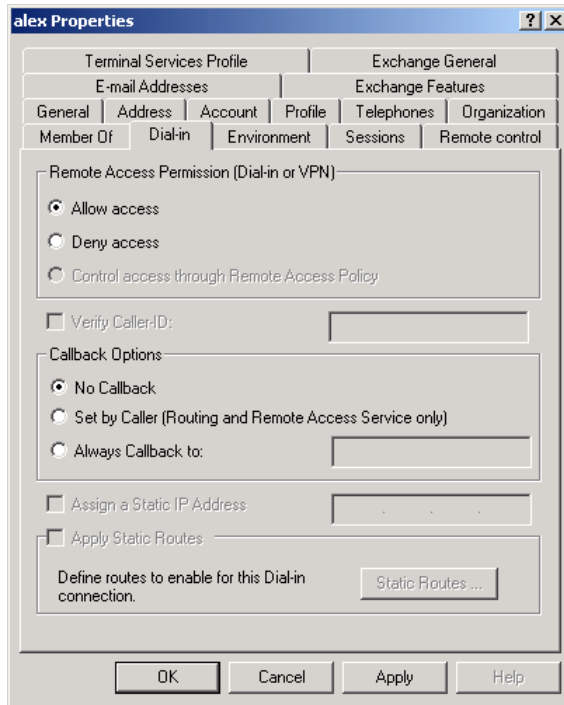 alex Properties
Terminal Services Profile Exchange General
E-mail Addresses Exchange Features
General Address Account Profile Telephones Organization
Member Of Dial-in Environment Sessions Remote control
Remote Access Permission (Dial-in or VPN)
Allow access
Deny access
Control access through Remote Access Policy
Verify Caller-ID:
Callback Options
No Callback
Set by Caller (Routing and Remote Access Service only)
Always Callback to:
Assign a Static IP Address
Apply Static Routes
Define routes to enable for this Dial-in
connection.
Static Routes ...
OK Cancel Apply Help